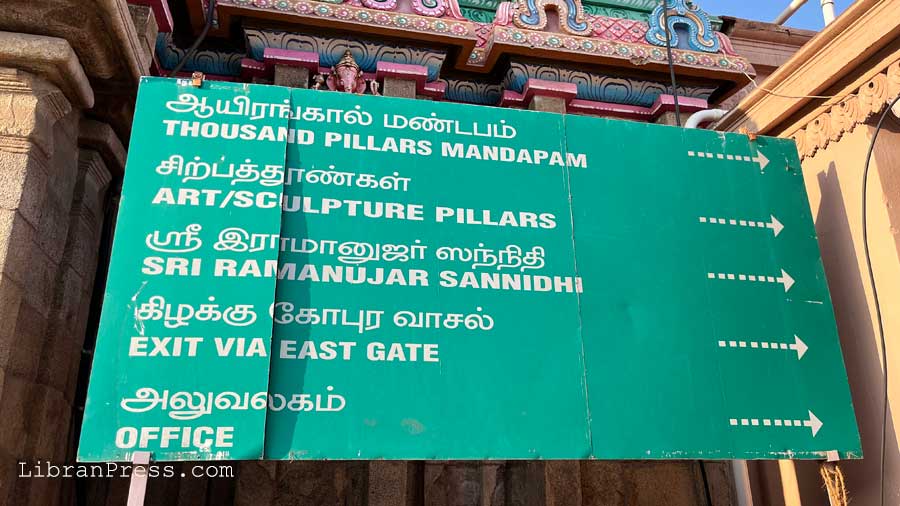 ஆயிரங்கால் மண்டபம்
THOUSAND PILLARS MANDAPAM
சிற்பத்தூண்கள்
ART/SCULPTURE PILLARS
ஸ்ரீ இராமானுஜர் ஸந்நிதி
SRI RAMANUJAR SANNIDHI
கிழக்கு கோபுர வாசல்
EXIT VIA EAST GATE
அலுவலகம்
OFFICE
LibranPress.com